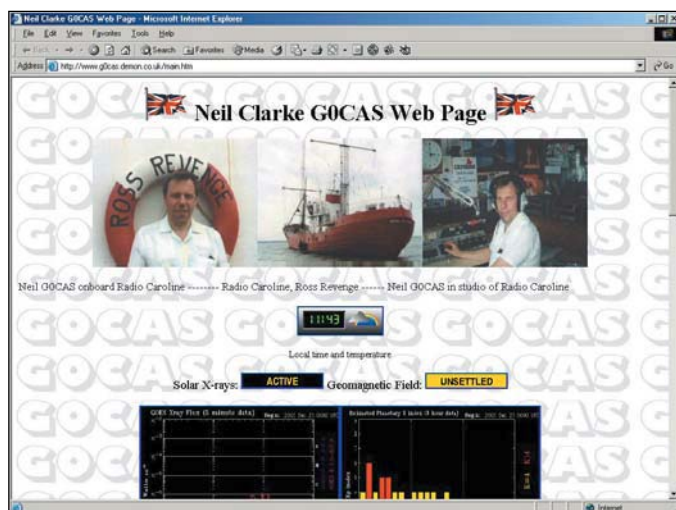 Neil Clarke G0CAS Web Page - Microsoft Internet Explorer
File Edit View Favorites Tools Help
Back Search Favorites Media
Address http://www.g0cas.demon.co.uk/main.htm Go
Neil Clarke G0CAS Web Page
ROSS REVENGE
Neil G0CAS onboard Radio Caroline -------- Radio Caroline, Ross Revenge ------ Neil G0CAS in studio of Radio Caroline
11:43
Local time and temperature
Solar X-rays: ACTIVE Geomagnetic Field: UNSETTLED
GOES Xray Flux (5 minute data) Begin: Estimated Planetary K index (3 hour data) Begin:
Internet